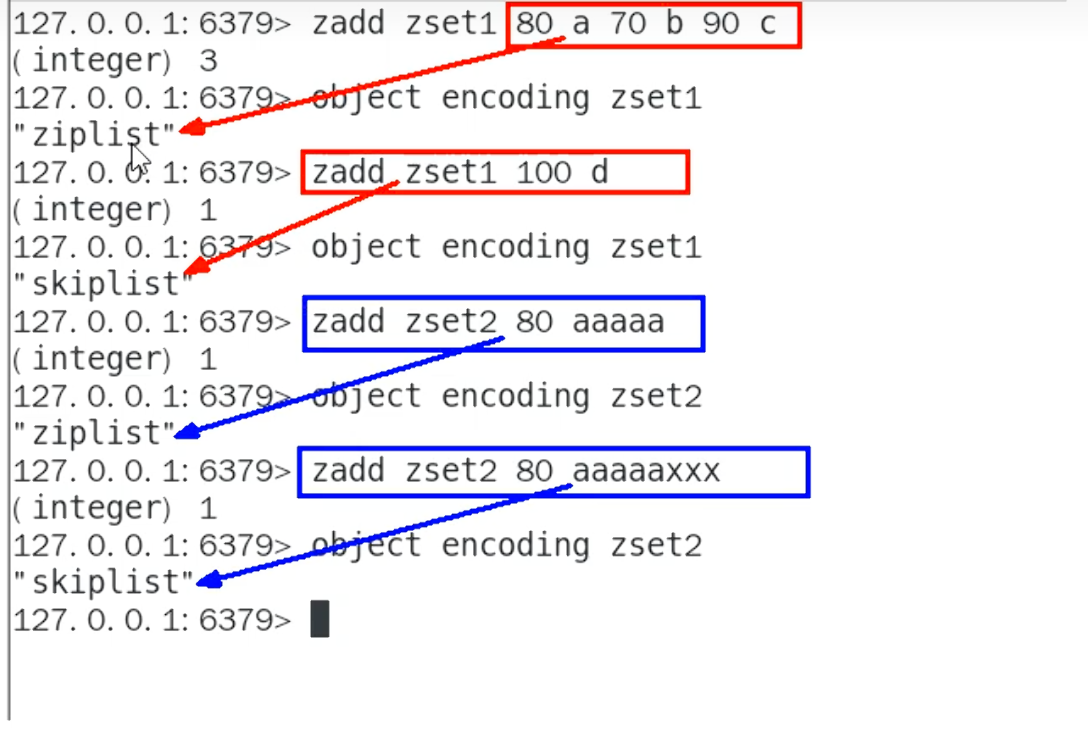 127.0.0.1:6379> zadd zset1 80 a 70 b 90 c
(integer) 3
127.0.0.1:6379> object encoding zset1
"ziplist"
127.0.0.1:6379> zadd zset1 100 d
(integer) 1
127.0.0.1:6379> object encoding zset1
"skiplist"
127.0.0.1:6379> zadd zset2 80 aaaaa
(integer) 1
127.0.0.1:6379> object encoding zset2
"ziplist"
127.0.0.1:6379> zadd zset2 80 aaaaaxxx
(integer) 1
127.0.0.1:6379> object encoding zset2
"skiplist"
127.0.0.1:6379>